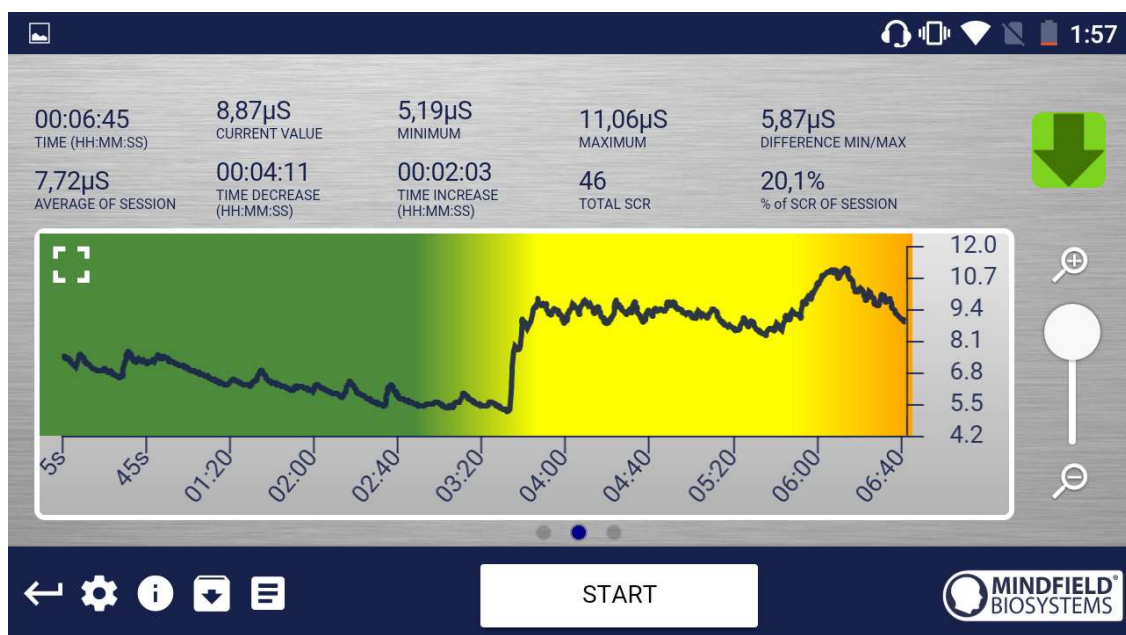 1:57
00:06:45
TIME (HH:MM:SS)
8,87µS
CURRENT VALUE
5,19µS
MINIMUM
11,06µS
MAXIMUM
5,87µS
DIFFERENCE MIN/MAX
7,72µS
AVERAGE OF SESSION
00:04:11
TIME DECREASE
(HH:MM:SS)
00:02:03
TIME INCREASE
(HH:MM:SS)
46
TOTAL SCR
20,1%
% of SCR OF SESSION
12.0
10.7
9.4
8.1
6.8
5.5
4.2
5s
45s
01:20
02:00
02:40
03:20
04:00
04:40
05:20
06:00
06:40
START
MINDFIELD®
BIOSYSTEMS